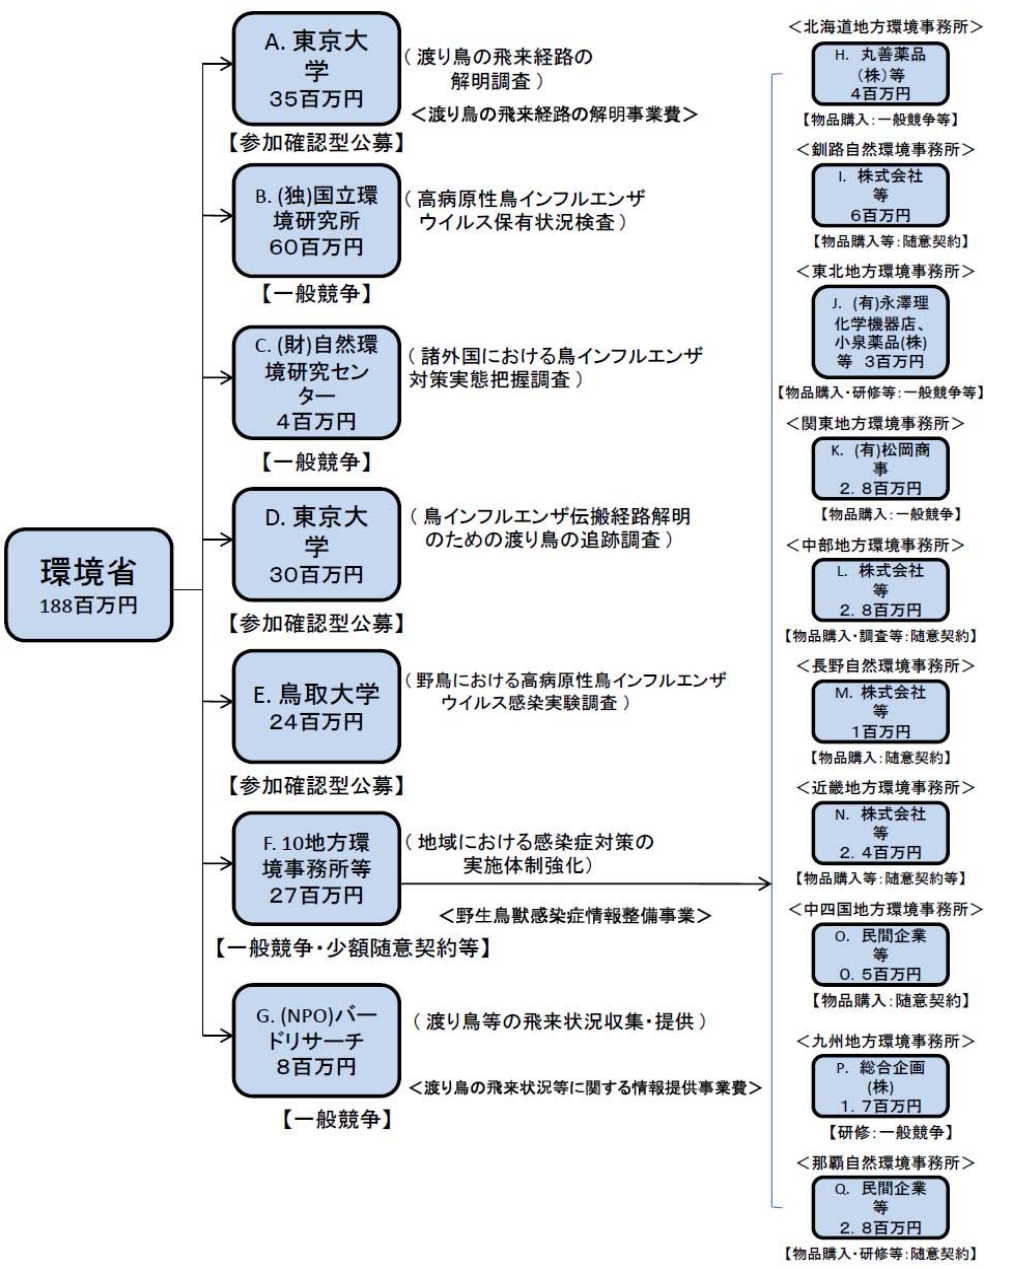 環境省
188百万円
A. 東京大
学
35百万円
( 渡り鳥の飛来経路の
解明調査 )
＜渡り鳥の飛来経路の解明事業費＞
【参加確認型公募】
B. (独)国立環
境研究所
60百万円
( 高病原性鳥インフルエンザ
ウイルス保有状況検査 )
【一般競争】
C. (財)自然環
境研究セン
ター
4百万円
( 諸外国における鳥インフルエンザ
対策実態把握調査 )
【一般競争】
D. 東京大
学
30百万円
( 鳥インフルエンザ伝搬経路解明
のための渡り鳥の追跡調査 )
【参加確認型公募】
E. 鳥取大学
24百万円
( 野鳥における高病原性鳥インフルエンザ
ウイルス感染実験調査 )
【参加確認型公募】
F. 10地方環
境事務所等
27百万円
( 地域における感染症対策の
実施体制強化)
＜野生鳥獣感染症情報整備事業＞
【一般競争・少額随意契約等】
G. (NPO)バー
ドリサーチ
8百万円
( 渡り鳥等の飛来状況収集・提供 )
＜渡り鳥の飛来状況等に関する情報提供事業費＞
【一般競争】
＜北海道地方環境事務所＞
H. 丸善薬品
(株)等
4百万円
【物品購入：一般競争等】
＜釧路自然環境事務所＞
I. 株式会社
等
6百万円
【物品購入等：随意契約】
＜東北地方環境事務所＞
J. (有)永澤理
化学機器店、
小泉薬品(株)
等 3百万円
【物品購入・研修等：一般競争等】
＜関東地方環境事務所＞
K. (有)松岡商
事
2．8百万円
【物品購入：一般競争】
＜中部地方環境事務所＞
L. 株式会社
等
2．8百万円
【物品購入・調査等：随意契約】
＜長野自然環境事務所＞
M. 株式会社
等
1百万円
【物品購入：随意契約】
＜近畿地方環境事務所＞
N. 株式会社
等
2．4百万円
【物品購入等：随意契約等】
＜中四国地方環境事務所＞
O. 民間企業
等
0．5百万円
【物品購入：随意契約】
＜九州地方環境事務所＞
P. 総合企画
(株)
1．7百万円
【研修：一般競争】
＜那覇自然環境事務所＞
Q. 民間企業
等
2．8百万円
【物品購入・研修等：随意契約】